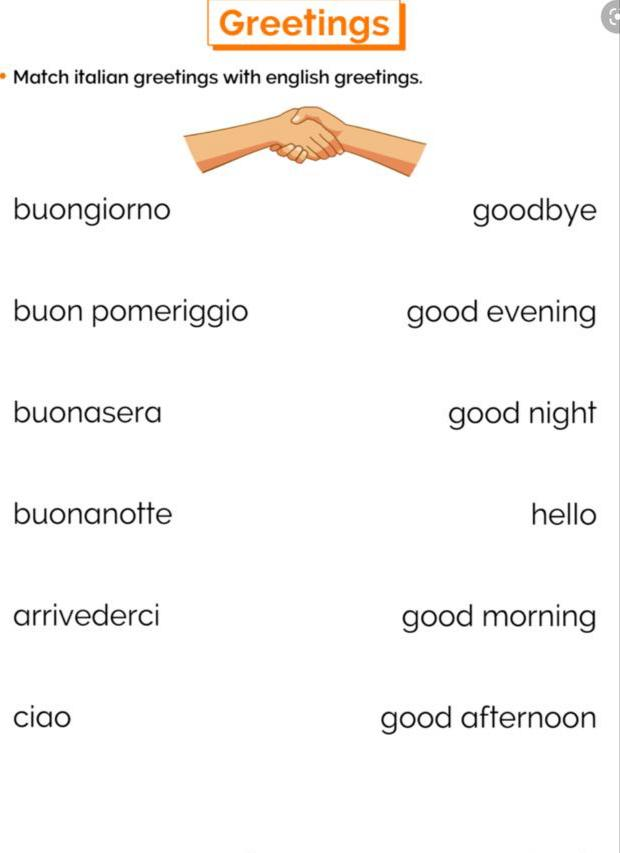 Greetings
• Match italian greetings with english greetings.
buongiorno goodbye
buon pomeriggio good evening
buonasera good night
buonanotte hello
arrivederci good morning
ciao good afternoon